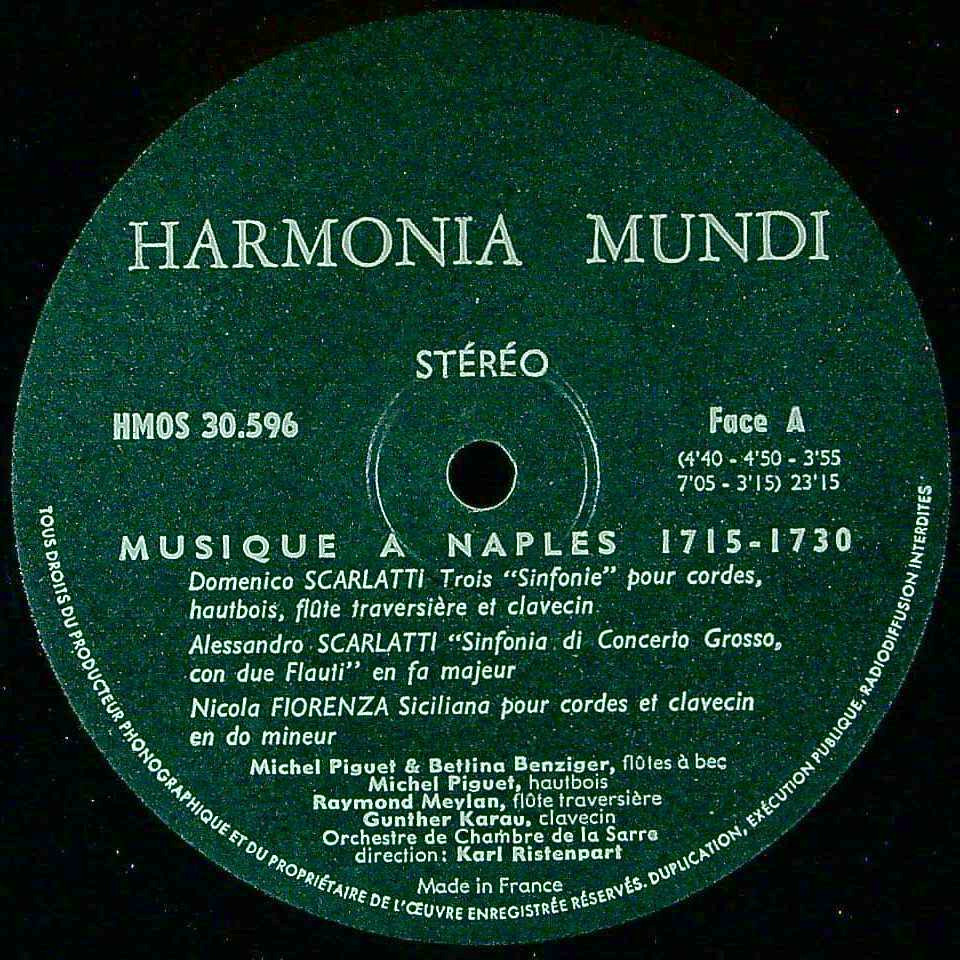 HARMONIA MUNDI
STÉRÉO
HMOS 30.596
Face A
(4'40 - 4'50 - 3'55
7'05 - 3'15) 23'15
MUSIQUE A NAPLES 1715-1730
Domenico SCARLATTI Trois "Sinfonie" pour cordes,
hautbois, flûte traversière et clavecin
Alessandro SCARLATTI "Sinfonia di Concerto Grosso,
con due Flauti" en fa majeur
Nicola FIORENZA Siciliana pour cordes et clavecin
en do mineur
Michel Piguet & Bettina Benziger, flûtes à bec
Michel Piguet, hautbois
Raymond Meylan, flûte traversière
Gunther Karau, clavecin
Orchestre de Chambre de la Sarre
direction : Karl Ristenpart
Made in France
TOUS DROITS DU PRODUCTEUR PHONOGRAPHIQUE ET DU PROPRIÉTAIRE DE L'ŒUVRE ENREGISTRÉE RÉSERVÉS. DUPLICATION, EXÉCUTION PUBLIQUE, RADIODIFFUSION INTERDITES